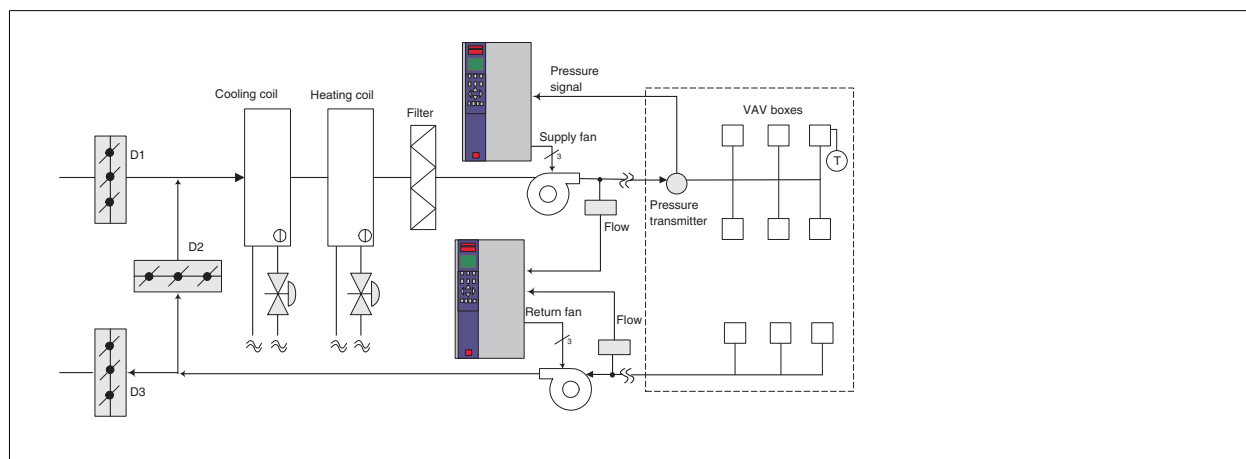 Cooling coil
Heating coil
Filter
Pressure
signal
VAV boxes
D1
Supply fan
3
T
Pressure
transmitter
Flow
D2
Return fan
3
Flow
D3